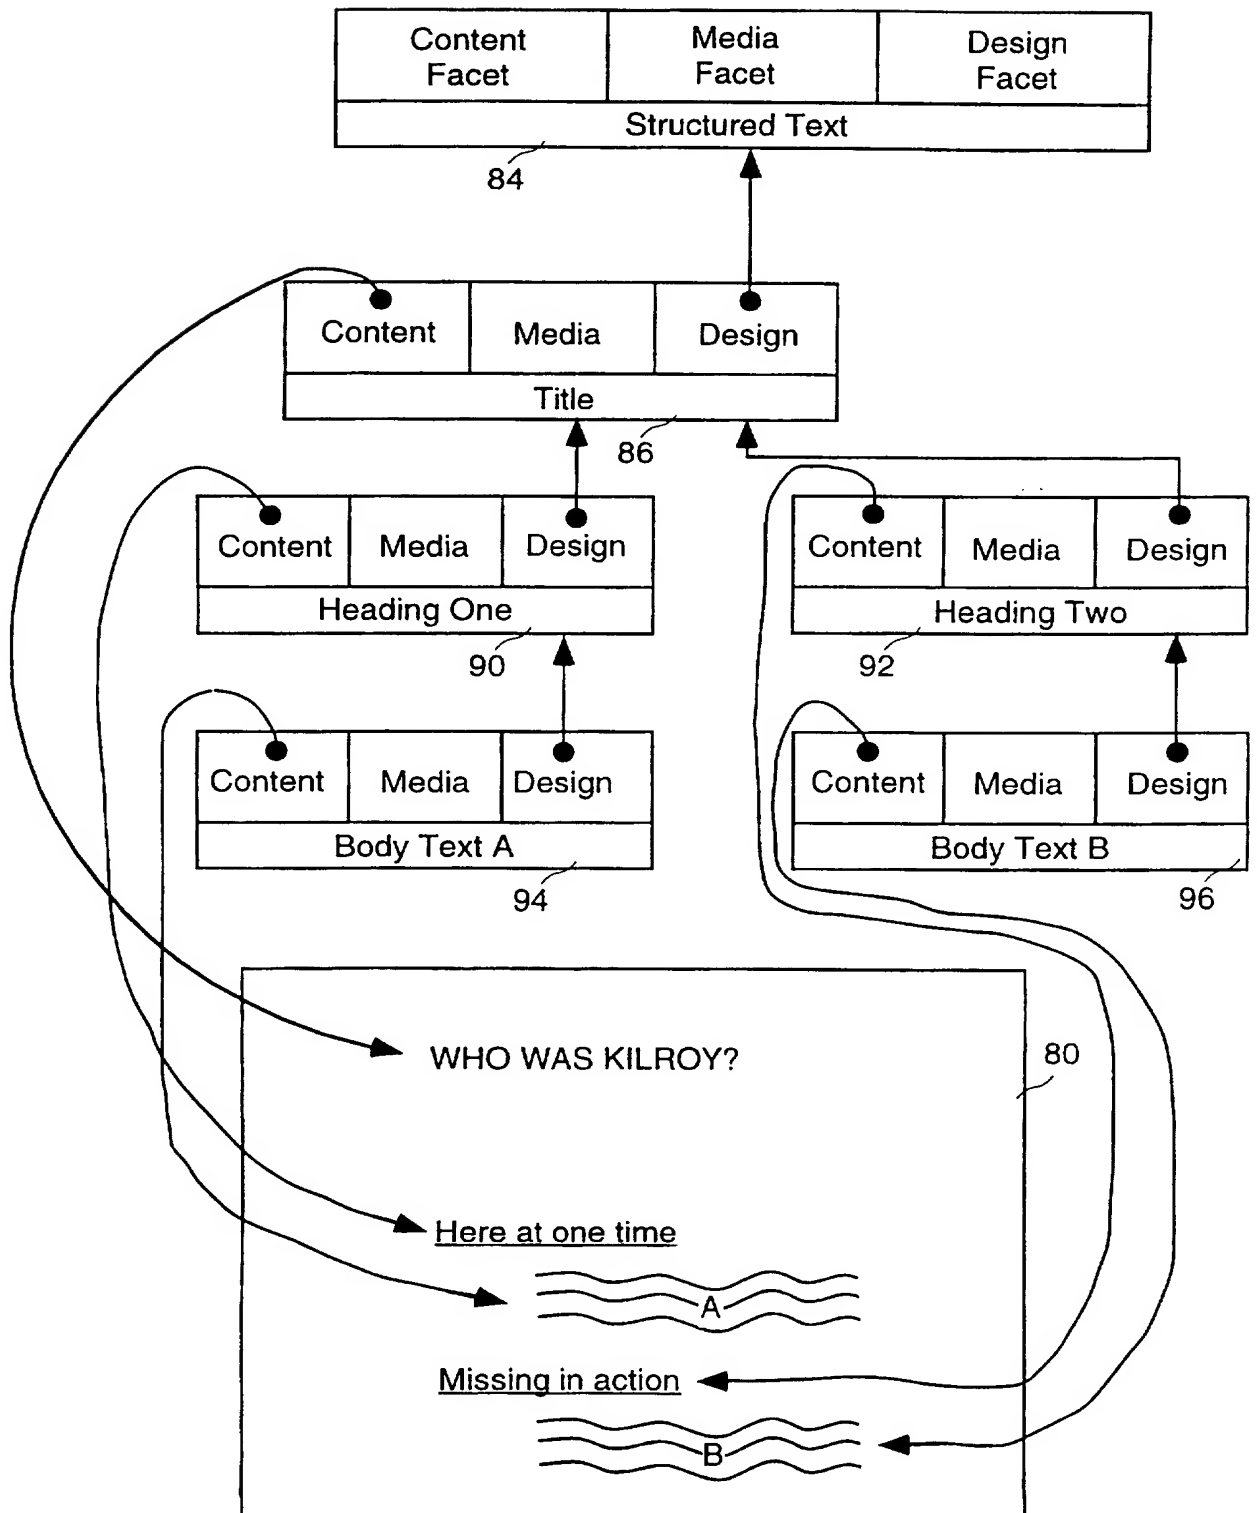 Content Facet
Media Facet
Design Facet
Structured Text
84
Content
Media
Design
Title
86
Content
Media
Design
Heading One
90
Content
Media
Design
Heading Two
92
Content
Media
Design
Body Text A
94
Content
Media
Design
Body Text B
96
WHO WAS KILROY?
80
Here at one time
A
Missing in action
B